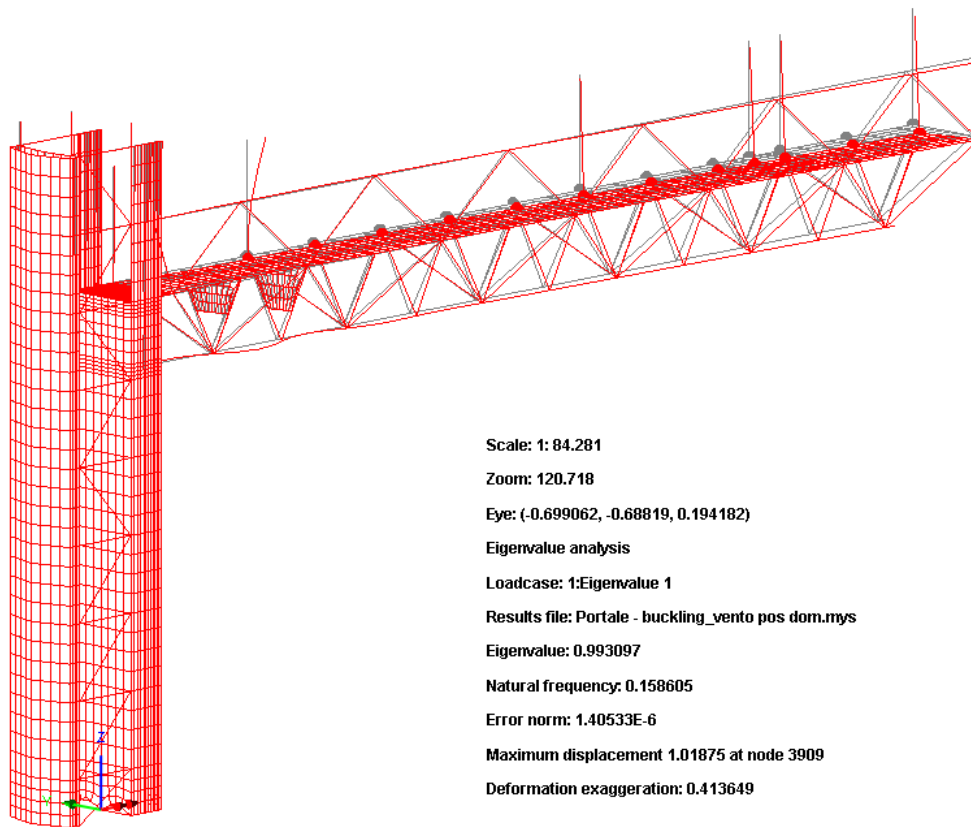 Scale: 1: 84.281
Zoom: 120.718
Eye: (-0.699062, -0.68819, 0.194182)
Eigenvalue analysis
Loadcase: 1:Eigenvalue 1
Results file: Portale - buckling_vento pos dom.mys
Eigenvalue: 0.993097
Natural frequency: 0.158605
Error norm: 1.40533E-6
Maximum displacement 1.01875 at node 3909
Deformation exaggeration: 0.413649
Z
Y